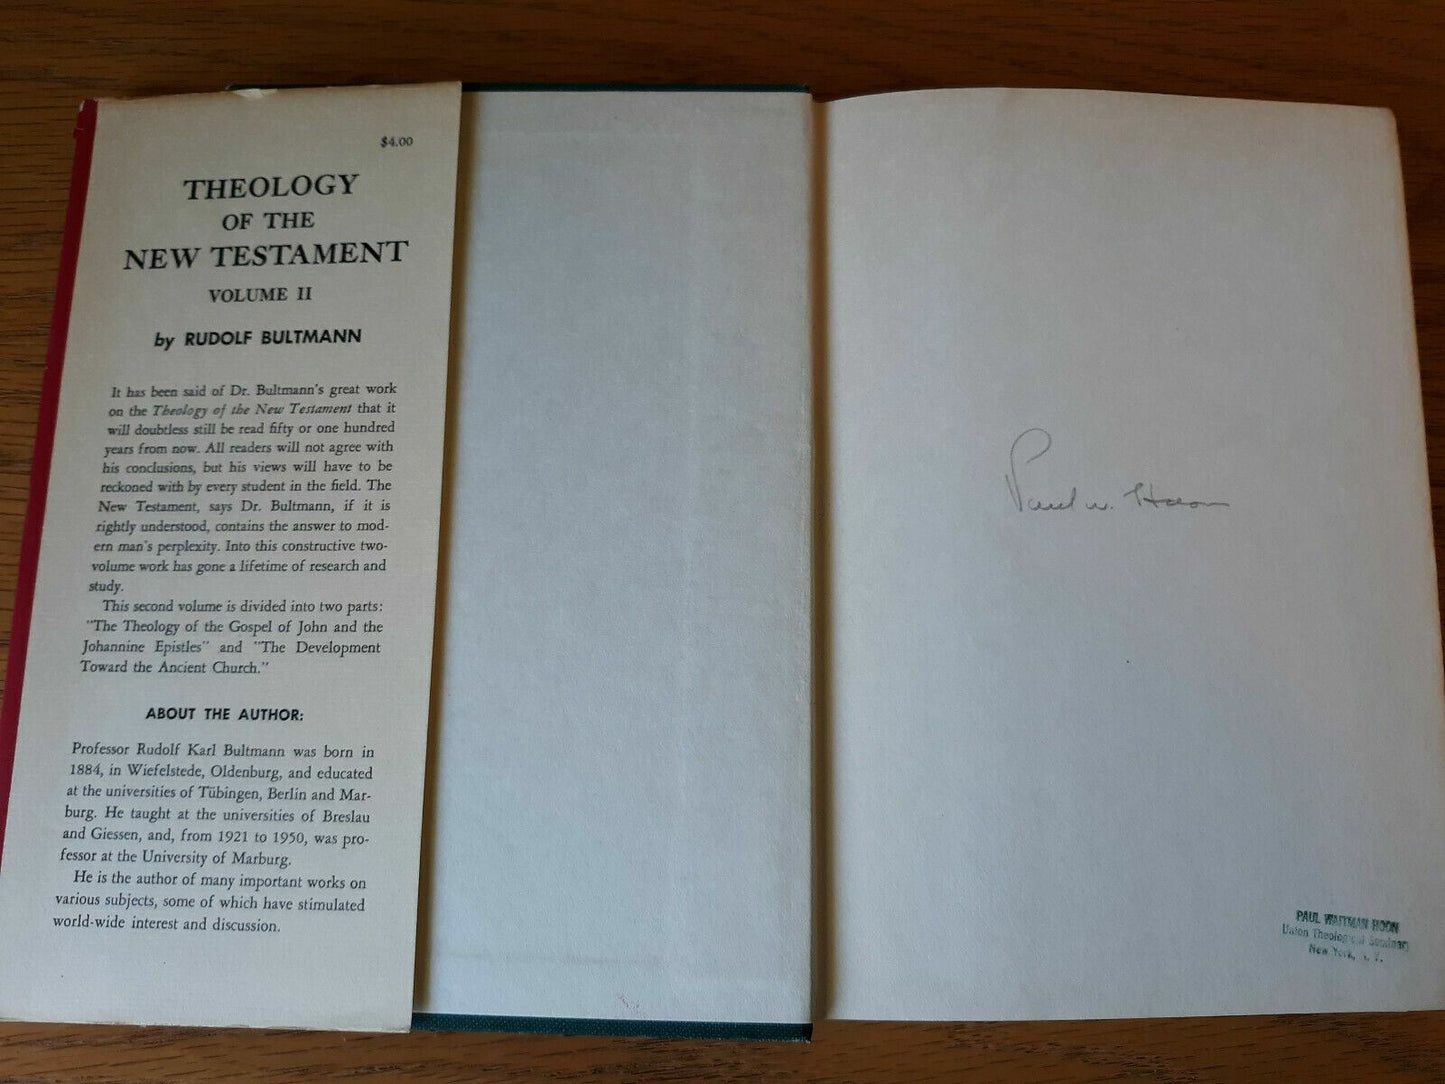 $4.00
THEOLOGY
OF THE
NEW TESTAMENT
VOLUME II
by RUDOLF BULTMANN
It has been said of Dr. Bultmann's great work
on the Theology of the New Testament that it
will doubtless still be read fifty or one hundred
years from now. All readers will not agree with
his conclusions, but his views will have to be
reckoned with by every student in the field. The
New Testament, says Dr. Bultmann, if it is
rightly understood, contains the answer to mod-
ern man's perplexity. Into this constructive two-
volume work has gone a lifetime of research and
study.
This second volume is divided into two parts:
"The Theology of the Gospel of John and the
Johannine Epistles" and "The Development
Toward the Ancient Church."
ABOUT THE AUTHOR:
Professor Rudolf Karl Bultmann was born in
1884, in Wiefelstede, Oldenburg, and educated
at the universities of Tübingen, Berlin and Mar-
burg. He taught at the universities of Breslau
and Giessen, and, from 1921 to 1950, was pro-
fessor at the University of Marburg.
He is the author of many important works on
various subjects, some of which have stimulated
world-wide interest and discussion.
Paul W. Hoon
PAUL WAITMAN HOON
Union Theological Seminary
New York, N. Y.